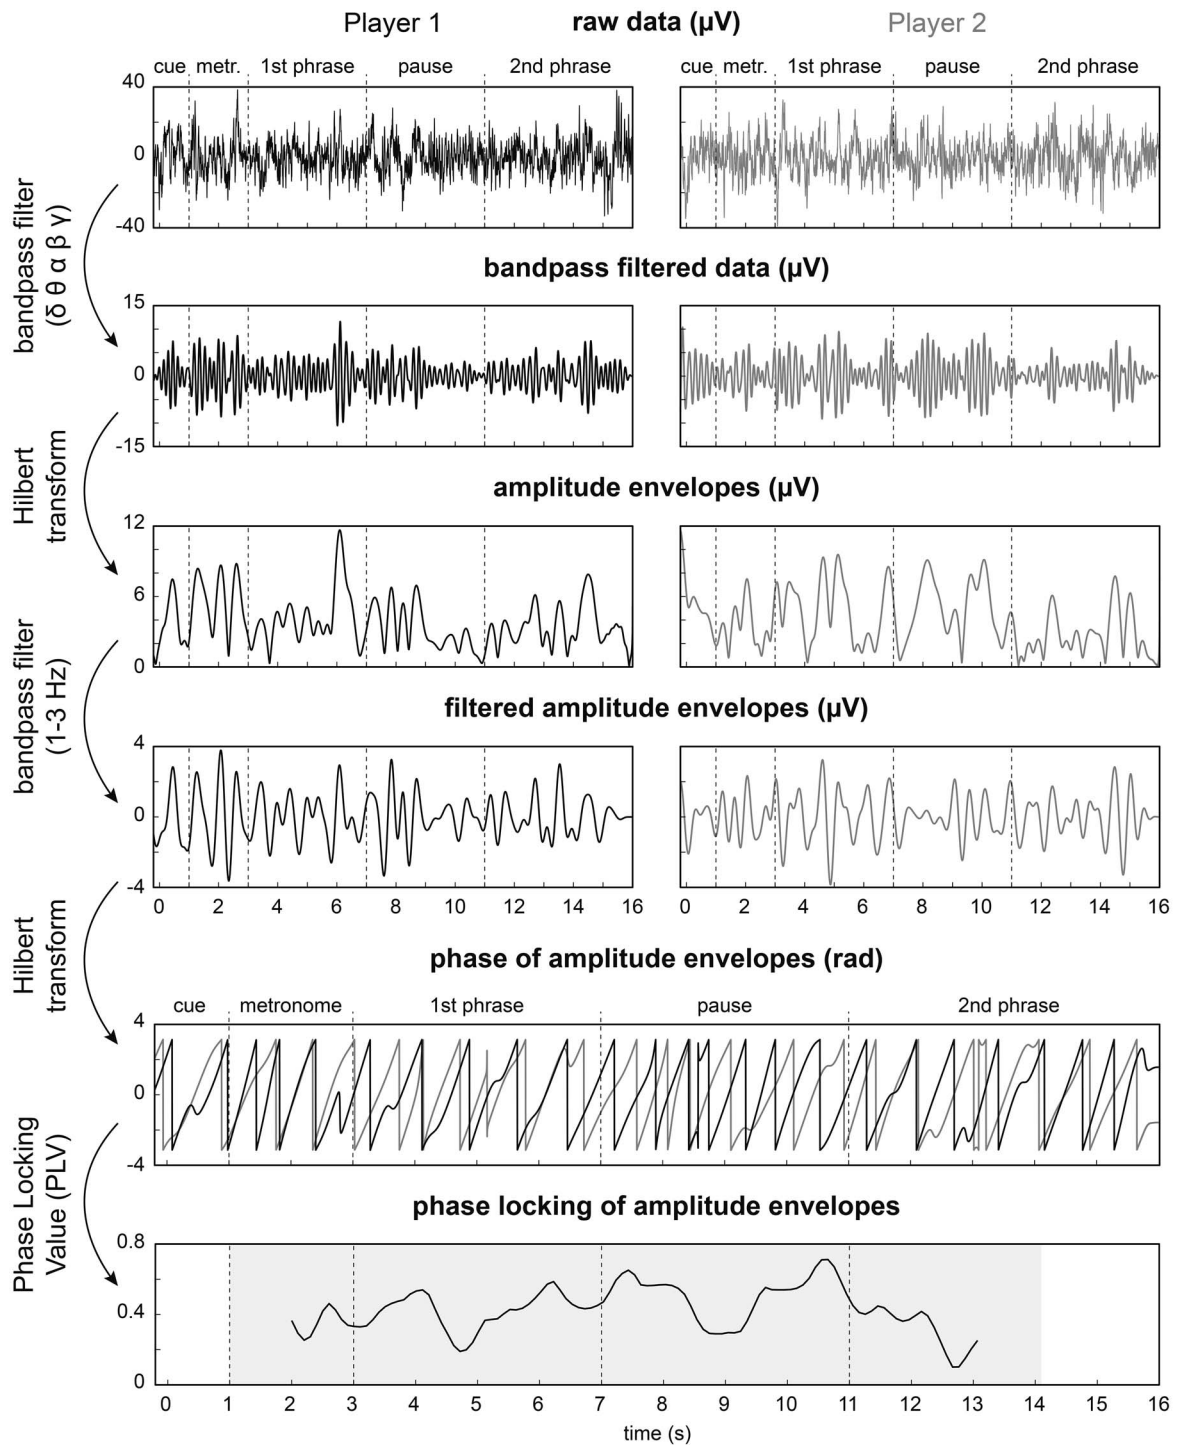 Player 1 raw data (µV) Player 2
cue metr. 1st phrase pause 2nd phrase cue metr. 1st phrase pause 2nd phrase
40
0
-40
bandpass filter
(δ θ α β γ)
bandpass filtered data (µV)
15
0
-15
Hilbert
transform
amplitude envelopes (µV)
12
6
0
bandpass filter
(1-3 Hz)
filtered amplitude envelopes (µV)
4
0
-4
0 2 4 6 8 10 12 14 16 0 2 4 6 8 10 12 14 16
Hilbert
transform
phase of amplitude envelopes (rad)
cue metronome 1st phrase pause 2nd phrase
4
0
-4
Phase Locking
Value (PLV)
phase locking of amplitude envelopes
0.8
0.4
0
0 1 2 3 4 5 6 7 8 9 10 11 12 13 14 15 16
time (s)